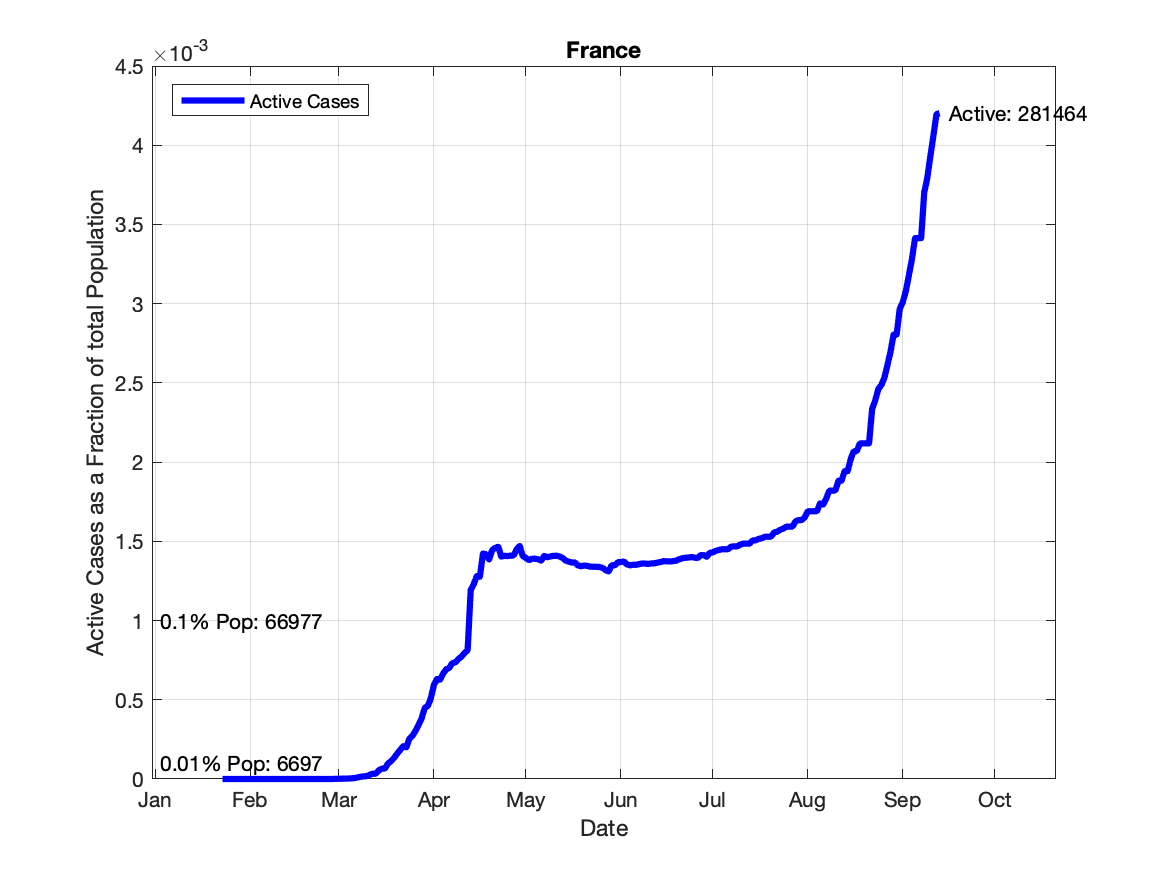 France
×10⁻³
4.5
4
3.5
3
2.5
2
1.5
1
0.5
0
Active Cases as a Fraction of total Population
Active Cases
Active: 281464
0.1% Pop: 66977
0.01% Pop: 6697
Jan Feb Mar Apr May Jun Jul Aug Sep Oct
Date